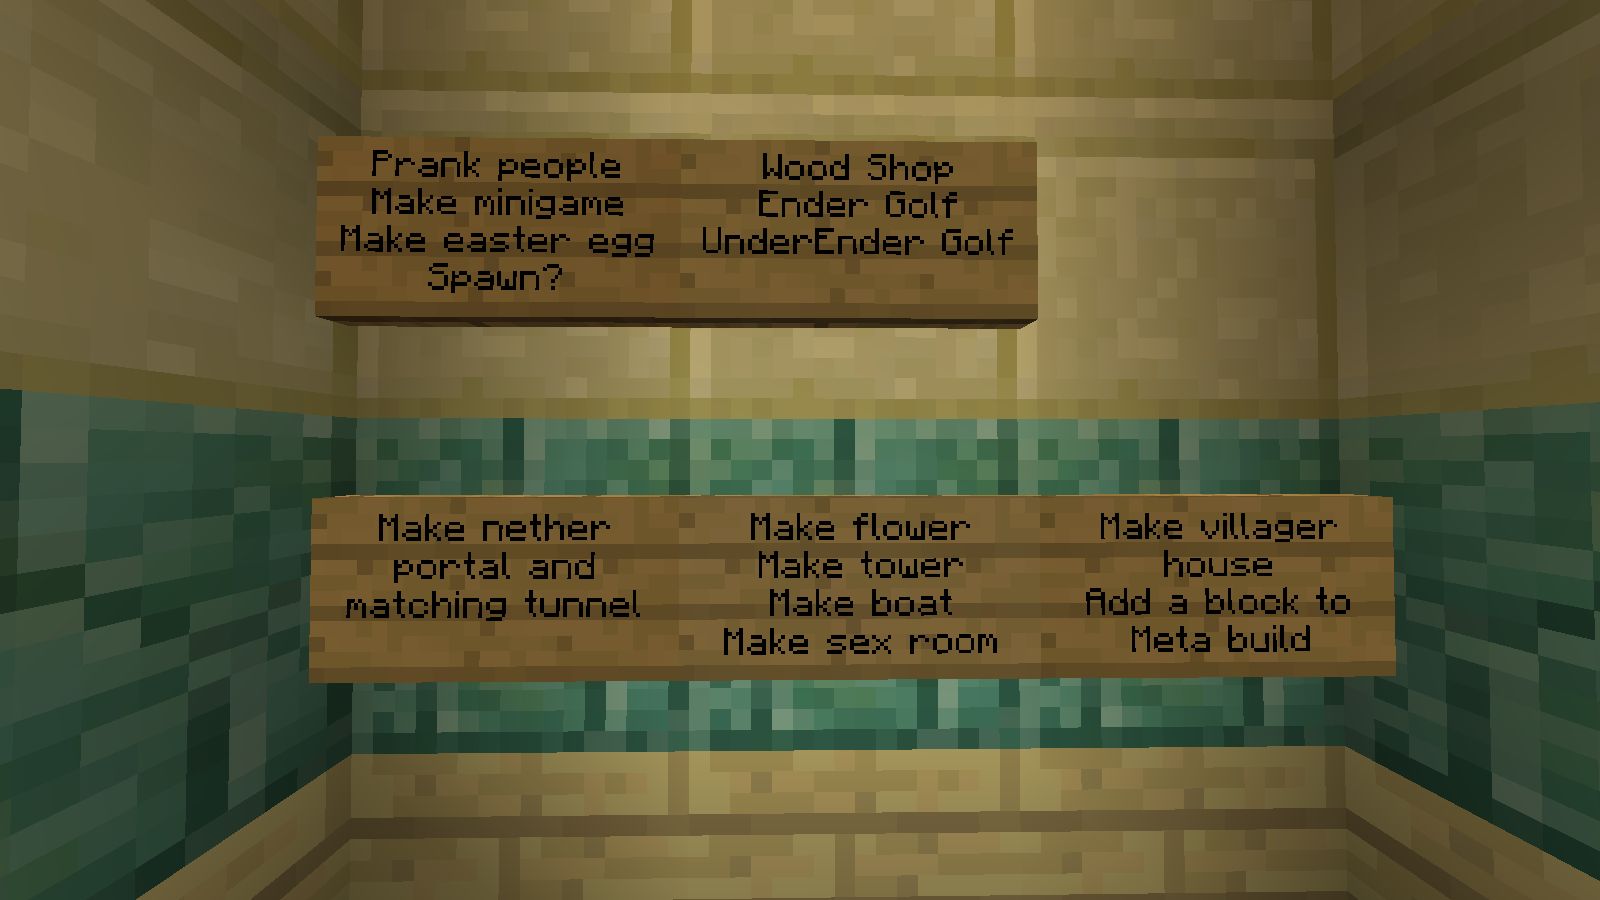 Prank people
Make minigame
Make easter egg
Spawn?
Wood Shop
Ender Golf
UnderEnder Golf
Make nether
portal and
matching tunnel
Make flower
Make tower
Make boat
Make sex room
Make villager
house
Add a block to
Meta build